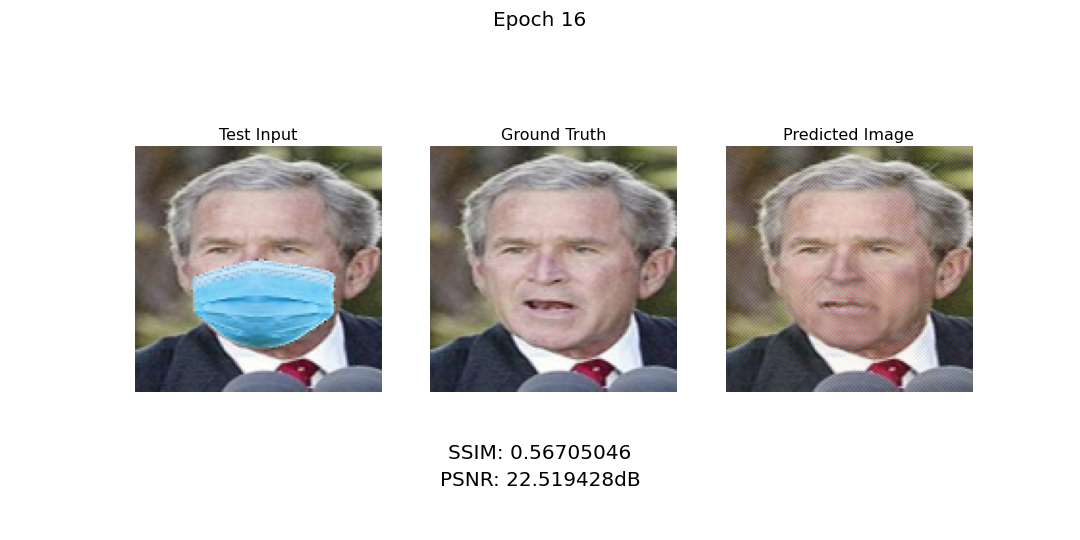 Epoch 16
Test Input
Ground Truth
Predicted Image
SSIM: 0.56705046
PSNR: 22.519428dB